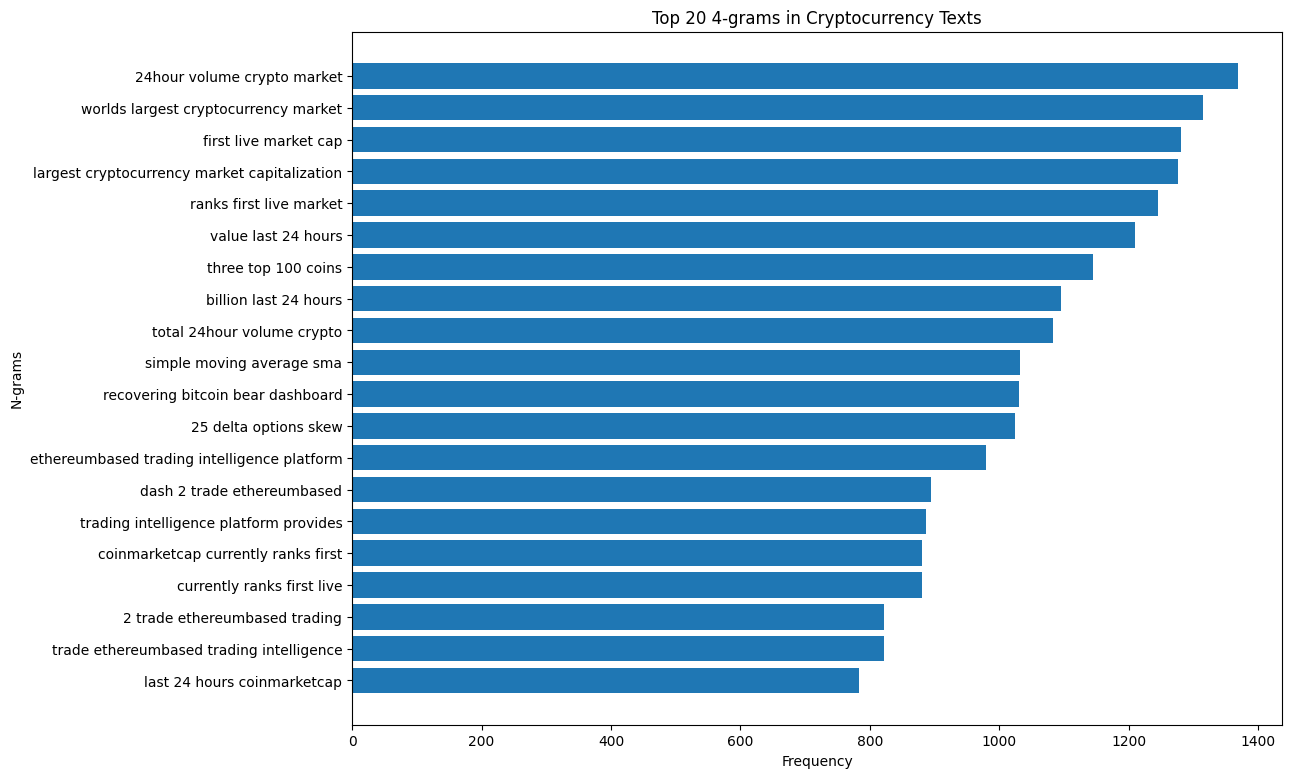 Top 20 4-grams in Cryptocurrency Texts
24hour volume crypto market
worlds largest cryptocurrency market
first live market cap
largest cryptocurrency market capitalization
ranks first live market
value last 24 hours
three top 100 coins
billion last 24 hours
total 24hour volume crypto
simple moving average sma
recovering bitcoin bear dashboard
25 delta options skew
ethereumbased trading intelligence platform
dash 2 trade ethereumbased
trading intelligence platform provides
coinmarketcap currently ranks first
currently ranks first live
2 trade ethereumbased trading
trade ethereumbased trading intelligence
last 24 hours coinmarketcap
N-grams
0 200 400 600 800 1000 1200 1400
Frequency